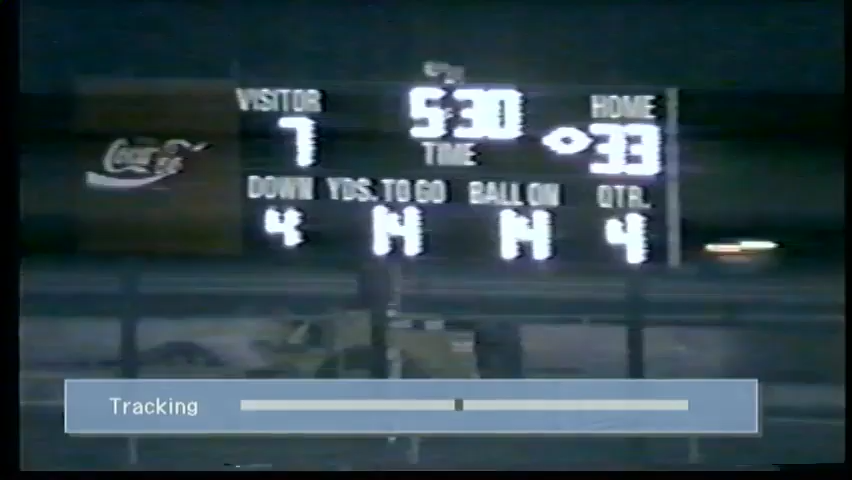 VISITOR 5:30 HOME
7 TIME 33
DOWN YDS. TO GO BALL ON QTR.
4 14 14 4
Coca-Cola
Tracking